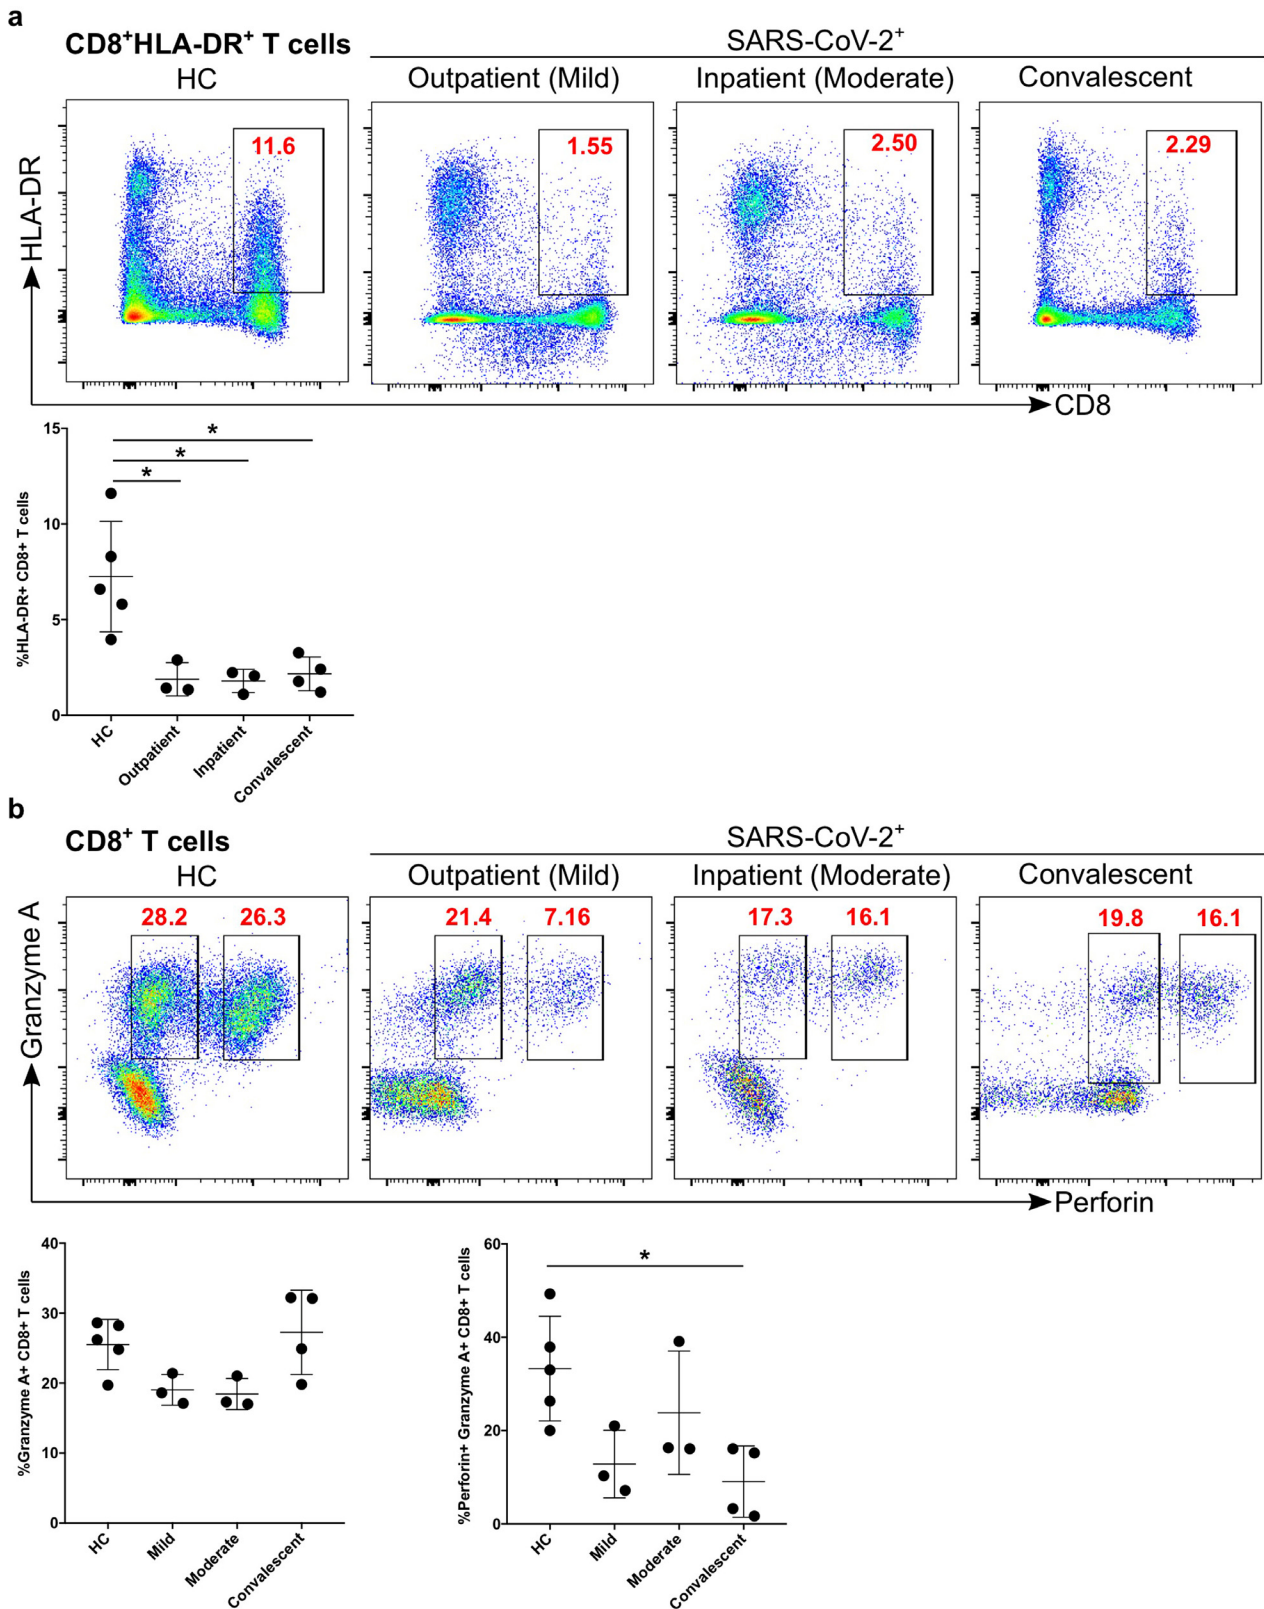 a
CD8⁺HLA-DR⁺ T cells
SARS-CoV-2⁺
HC
Outpatient (Mild)
Inpatient (Moderate)
Convalescent
11.6
1.55
2.50
2.29
HLA-DR
CD8
15
10
5
0
%HLA-DR+ CD8+ T cells
*
*
*
HC
Outpatient
Inpatient
Convalescent
b
CD8⁺ T cells
SARS-CoV-2⁺
HC
Outpatient (Mild)
Inpatient (Moderate)
Convalescent
28.2 26.3
21.4 7.16
17.3 16.1
19.8 16.1
Granzyme A
Perforin
40
30
20
10
0
%Granzyme A+ CD8+ T cells
HC
Mild
Moderate
Convalescent
60
40
20
0
%Perforin+ Granzyme A+ CD8+ T cells
*
HC
Mild
Moderate
Convalescent